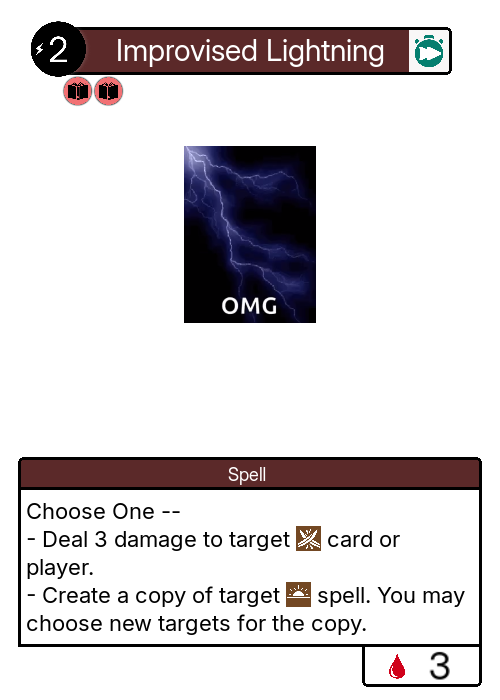 2
Improvised Lightning
OMG
Spell
Choose One --
- Deal 3 damage to target card or
player.
- Create a copy of target spell. You may
choose new targets for the copy.
3